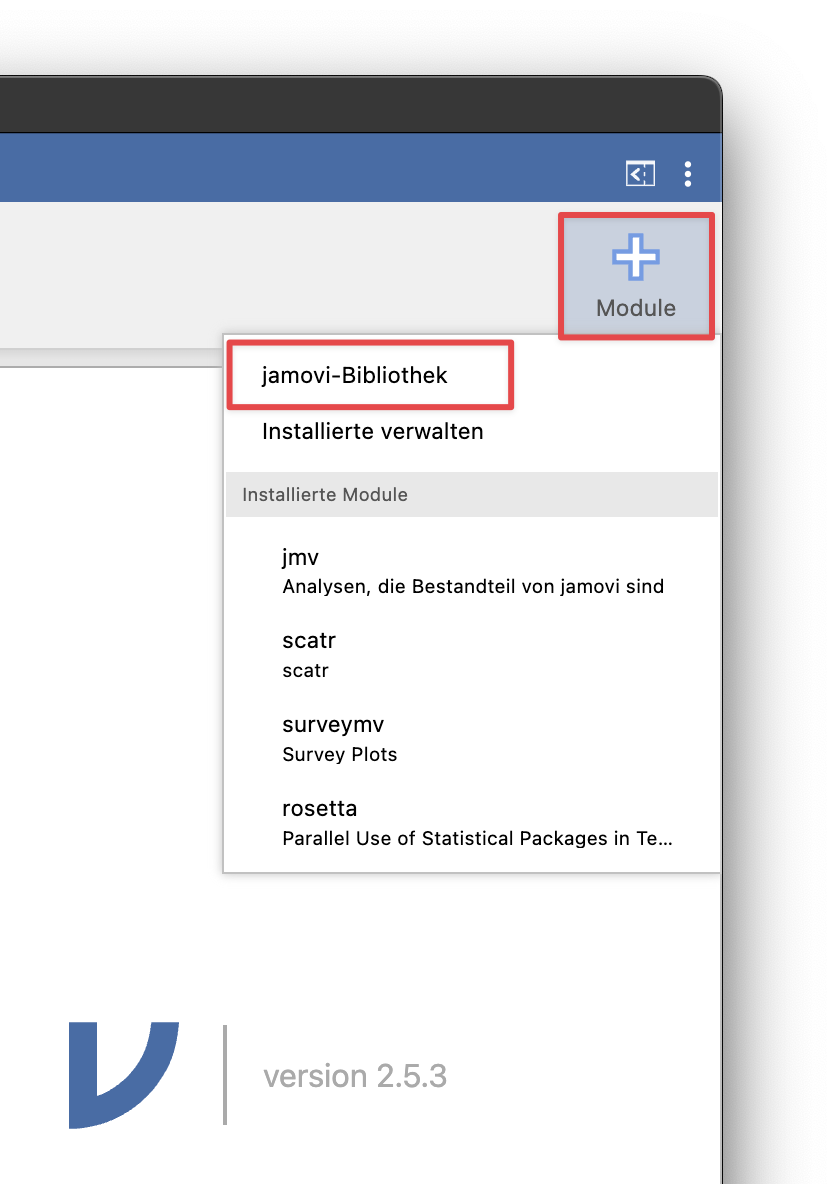 Module
jamovi-Bibliothek
Installierte verwalten
Installierte Module
jmv
Analysen, die Bestandteil von jamovi sind
scatr
scatr
surveymv
Survey Plots
rosetta
Parallel Use of Statistical Packages in Te...
version 2.5.3